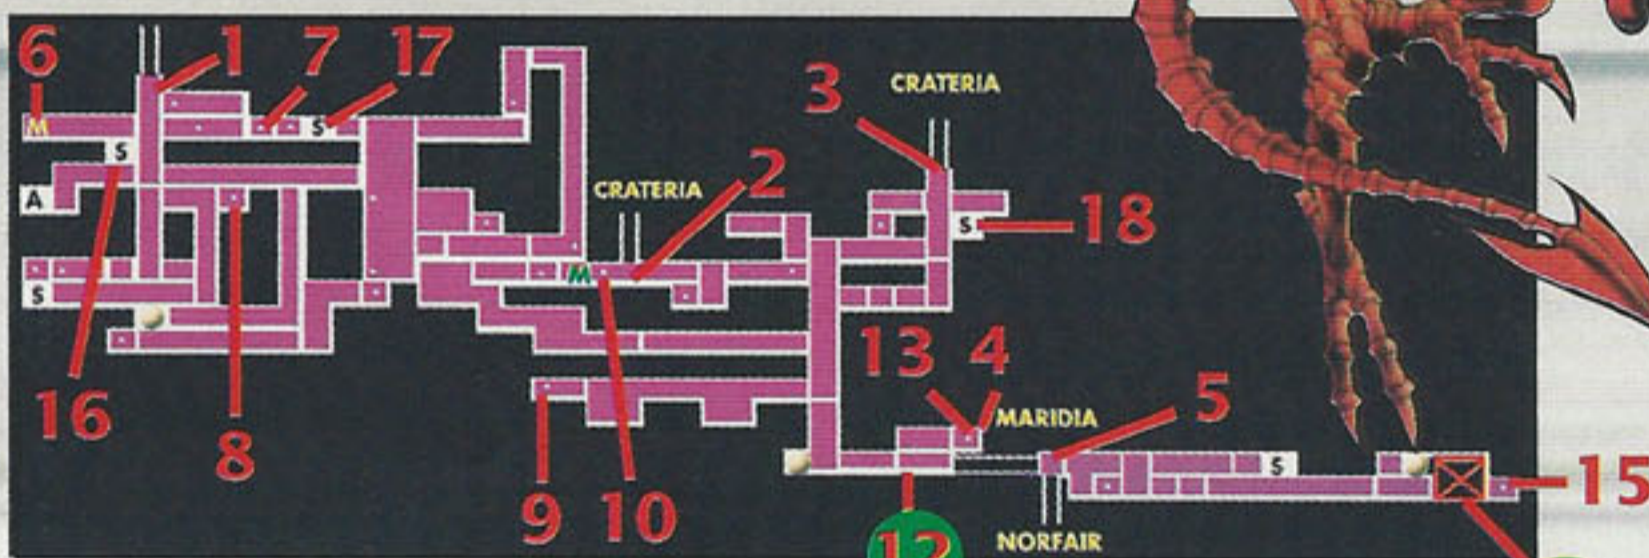 6 1 7 17
M
S
S
A
S
3 CRATERIA
CRATERIA 2
M
S 18
16
8
9 10
13 4
MARIDIA
5
S
15
12
NORFAIR